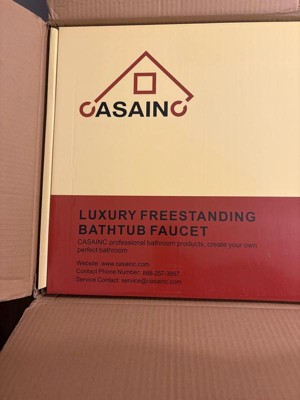 CASAINC
LUXURY FREESTANDING
BATHTUB FAUCET
CASAINC professional bathroom products, create your own
perfect bathroom
Website: www.casainc.com
Contact Phone Number: 888-257-3557
Service Contact: service@casainc.com